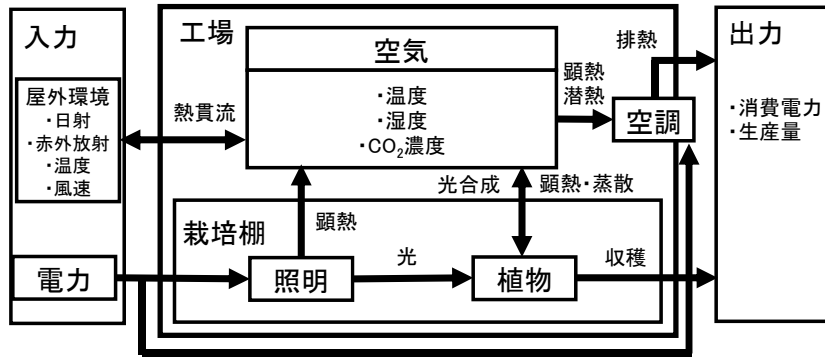 入力
屋外環境
・日射
・赤外放射
・温度
・風速
電力
熱貫流
工場
空気
・温度
・湿度
・CO₂濃度
顕熱
潜熱
空調
排熱
光合成
顕熱・蒸散
栽培棚
顕熱
照明
光
植物
収穫
出力
・消費電力
・生産量